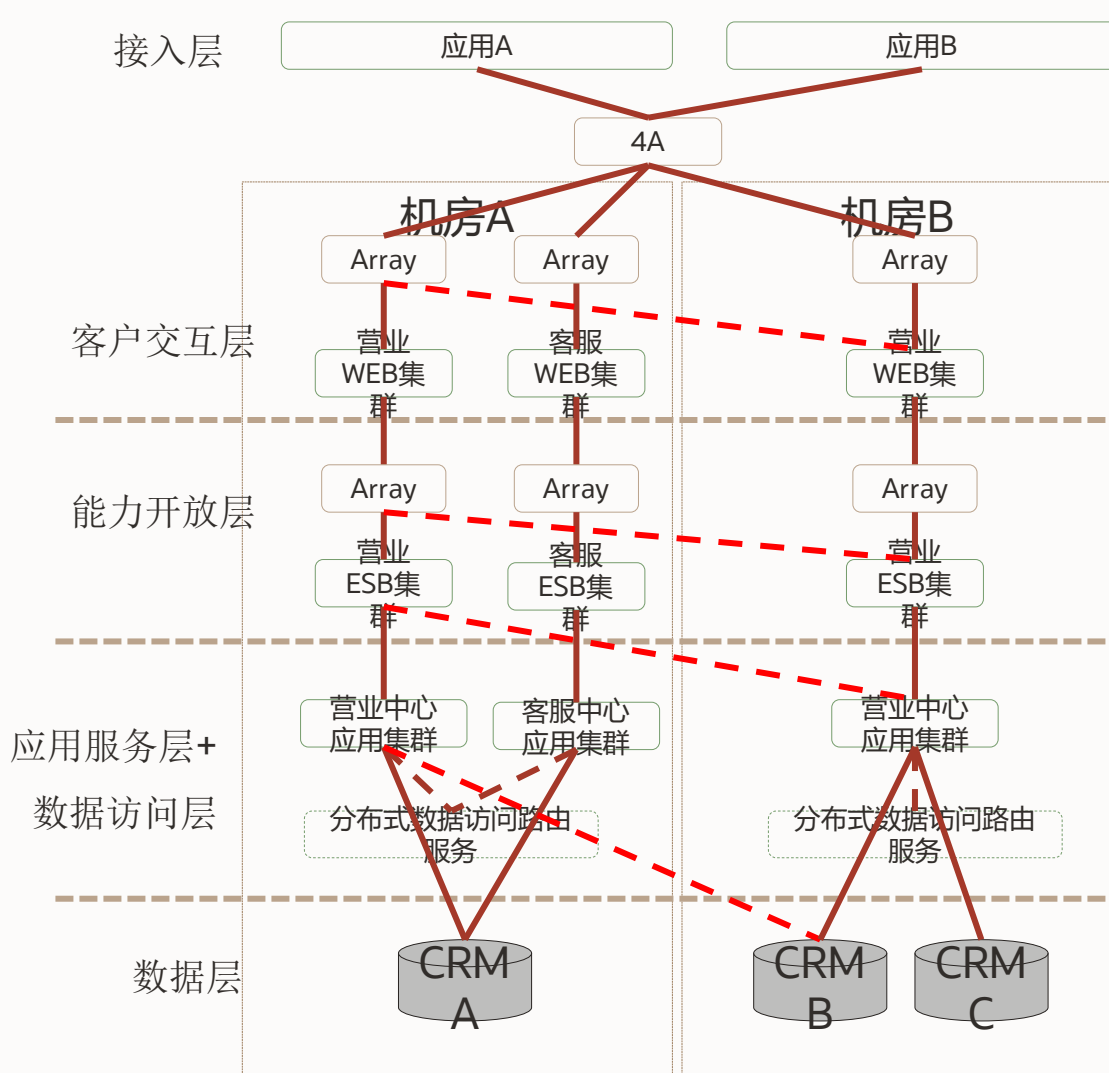 接入层
应用A
应用B
4A
机房A
机房B
Array
Array
Array
客户交互层
营业
WEB集
群
客服
WEB集
群
营业
WEB集
群
能力开放层
Array
Array
Array
营业
ESB集
群
客服
ESB集
群
营业
ESB集
群
应用服务层+
数据访问层
营业中心
应用集群
客服中心
应用集群
营业中心
应用集群
分布式数据访问路由
服务
分布式数据访问路由
服务
数据层
CRM
A
CRM
B
CRM
C